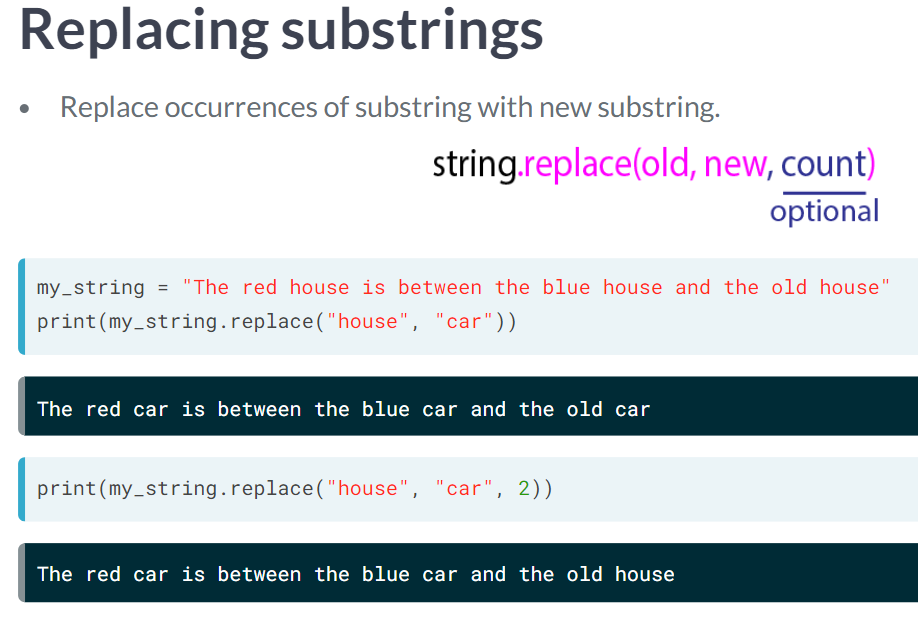 Replacing substrings
• Replace occurrences of substring with new substring.
string.replace(old, new, count)
optional
my_string = "The red house is between the blue house and the old house"
print(my_string.replace("house", "car"))
The red car is between the blue car and the old car
print(my_string.replace("house", "car", 2))
The red car is between the blue car and the old house